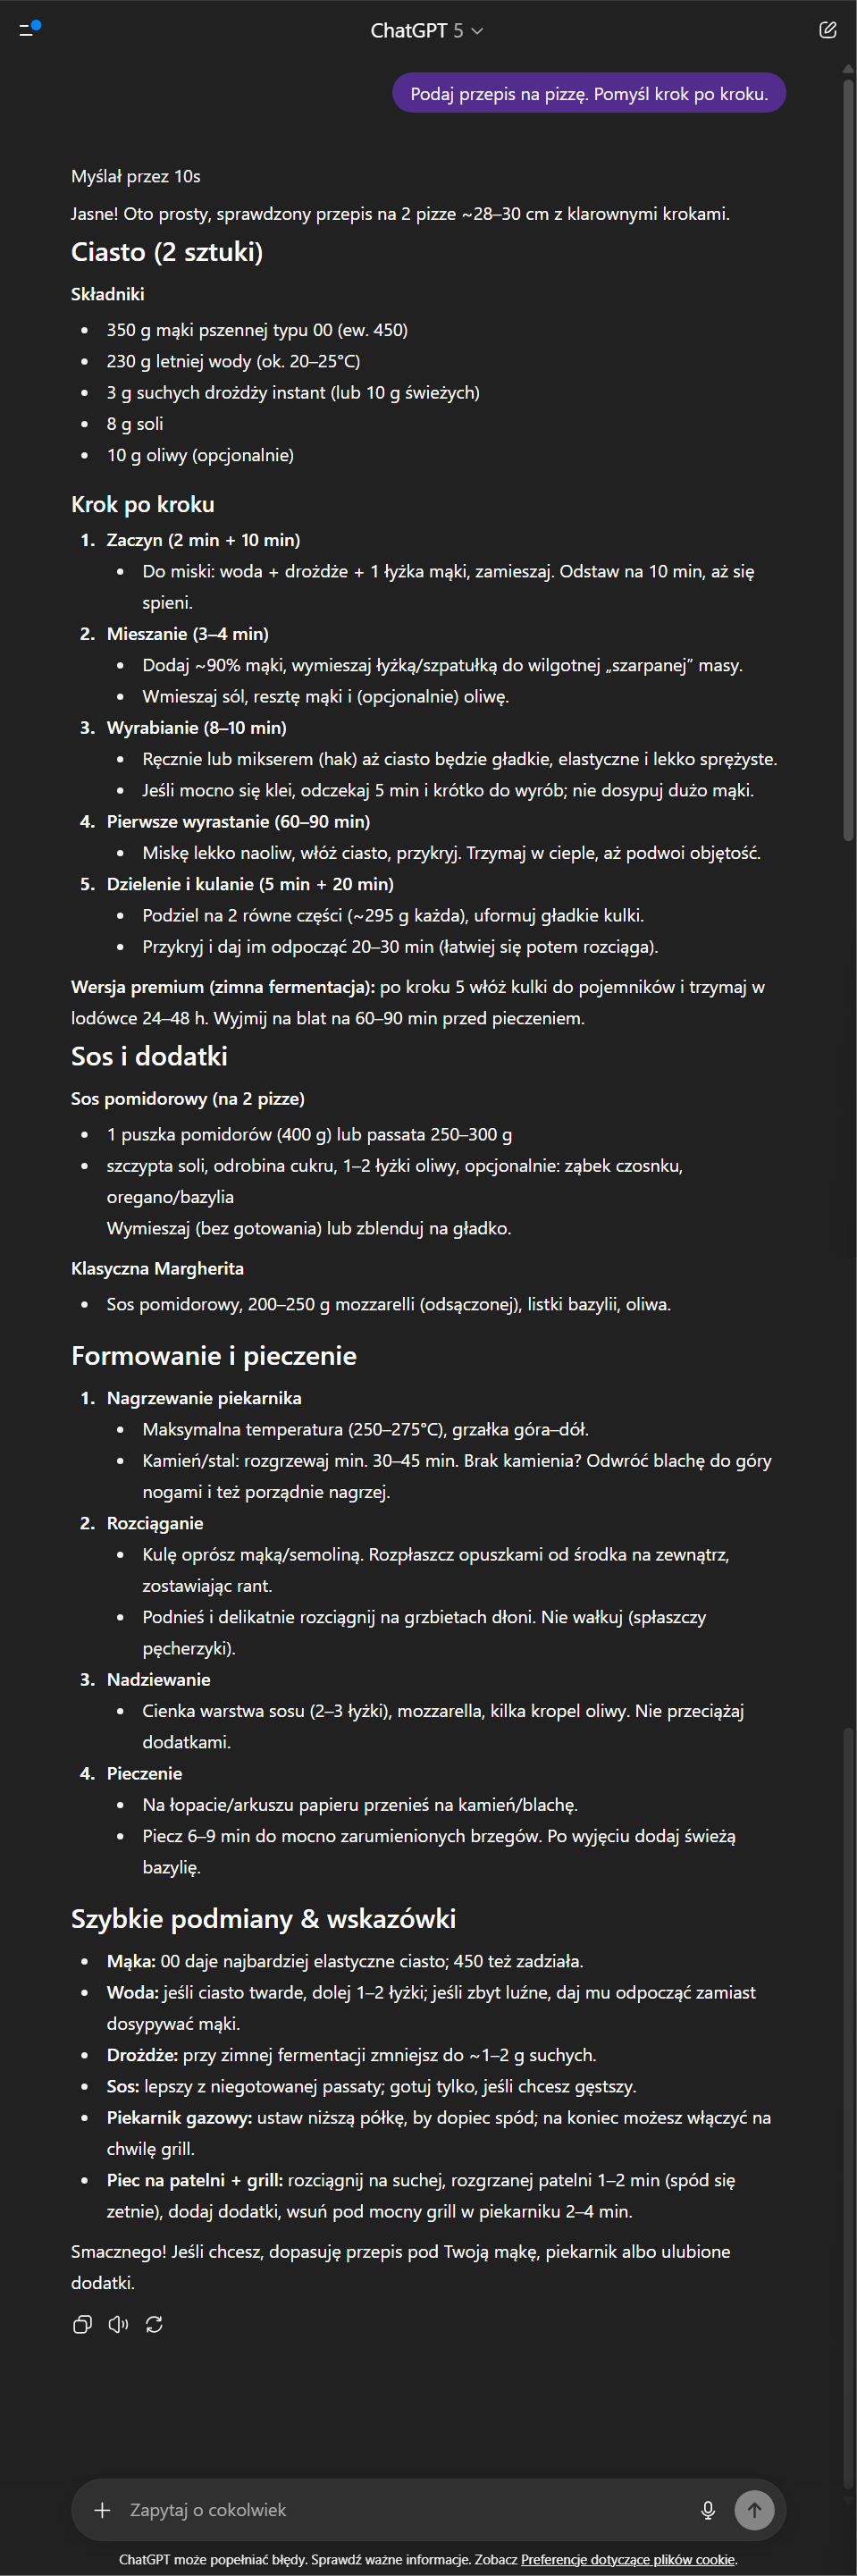 ChatGPT 5
Podaj przepis na pizzę. Pomyśl krok po kroku.
Myślał przez 10s
Jasne! Oto prosty, sprawdzony przepis na 2 pizze ~28–30 cm z klarownymi krokami.
Ciasto (2 sztuki)
Składniki
• 350 g mąki pszennej typu 00 (ew. 450)
• 230 g letniej wody (ok. 20–25°C)
• 3 g suchych drożdży instant (lub 10 g świeżych)
• 8 g soli
• 10 g oliwy (opcjonalnie)
Krok po kroku
1. Zaczyn (2 min + 10 min)
• Do miski: woda + drożdże + 1 łyżka mąki, zamieszaj. Odstaw na 10 min, aż się
spieni.
2. Mieszanie (3–4 min)
• Dodaj ~90% mąki, wymieszaj łyżką/szpatułką do wilgotnej „szarpanej” masy.
• Wmieszaj sól, resztę mąki i (opcjonalnie) oliwę.
3. Wyrabianie (8–10 min)
• Ręcznie lub mikserem (hak) aż ciasto będzie gładkie, elastyczne i lekko sprężyste.
• Jeśli mocno się klei, odczekaj 5 min i krótko do wyrób; nie dosypuj dużo mąki.
4. Pierwsze wyrastanie (60–90 min)
• Miskę lekko naoliw, włóż ciasto, przykryj. Trzymaj w cieple, aż podwoi objętość.
5. Dzielenie i kulanie (5 min + 20 min)
• Podziel na 2 równe części (~295 g każda), uformuj gładkie kulki.
• Przykryj i daj im odpocząć 20–30 min (łatwiej się potem rozciąga).
Wersja premium (zimna fermentacja): po kroku 5 włóż kulki do pojemników i trzymaj w
lodówce 24–48 h. Wyjmij na blat na 60–90 min przed pieczeniem.
Sos i dodatki
Sos pomidorowy (na 2 pizze)
• 1 puszka pomidorów (400 g) lub passata 250–300 g
• szczypta soli, odrobina cukru, 1–2 łyżki oliwy, opcjonalnie: ząbek czosnku,
oregano/bazylia
Wymieszaj (bez gotowania) lub zblenduj na gładko.
Klasyczna Margherita
• Sos pomidorowy, 200–250 g mozzarelli (odsączonej), listki bazylii, oliwa.
Formowanie i pieczenie
1. Nagrzewanie piekarnika
• Maksymalna temperatura (250–275°C), grzałka góra–dół.
• Kamień/stal: rozgrzewaj min. 30–45 min. Brak kamienia? Odwróć blachę do góry
nogami i też porządnie nagrzej.
2. Rozciąganie
• Kulę oprósz mąką/semoliną. Rozpłaszcz opuszkami od środka na zewnątrz,
zostawiając rant.
• Podnieś i delikatnie rozciągnij na grzbietach dłoni. Nie wałkuj (spłaszczy
pęcherzyki).
3. Nadziewanie
• Cienka warstwa sosu (2–3 łyżki), mozzarella, kilka kropel oliwy. Nie przeciążaj
dodatkami.
4. Pieczenie
• Na łopacie/arkuszu papieru przenieś na kamień/blachę.
• Piecz 6–9 min do mocno zarumienionych brzegów. Po wyjęciu dodaj świeżą
bazylię.
Szybkie podmiany & wskazówki
• Mąka: 00 daje najbardziej elastyczne ciasto; 450 też zadziała.
• Woda: jeśli ciasto twarde, dolej 1–2 łyżki; jeśli zbyt luźne, daj mu odpocząć zamiast
dosypywać mąki.
• Drożdże: przy zimnej fermentacji zmniejsz do ~1–2 g suchych.
• Sos: lepszy z niegotowanej passaty; gotuj tylko, jeśli chcesz gęstszy.
• Piekarnik gazowy: ustaw niższą półkę, by dopiec spód; na koniec możesz włączyć na
chwilę grill.
• Piec na patelni + grill: rozciągnij na suchej, rozgrzanej patelni 1–2 min (spód się
zetnie), dodaj dodatki, wsuń pod mocny grill w piekarniku 2–4 min.
Smacznego! Jeśli chcesz, dopasuję przepis pod Twoją mąkę, piekarnik albo ulubione
dodatki.
Zapytaj o cokolwiek
ChatGPT może popełniać błędy. Sprawdź ważne informacje. Zobacz Preferencje dotyczące plików cookie.